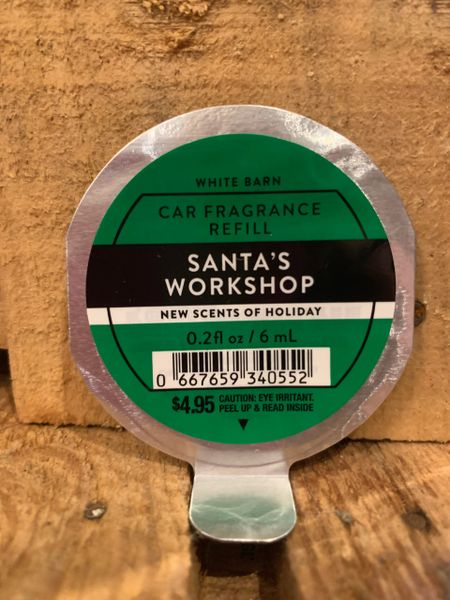 WHITE BARN
CAR FRAGRANCE
REFILL
SANTA'S
WORKSHOP
NEW SCENTS OF HOLIDAY
0.2fl oz / 6 mL
0 667659 340552
$4.95 CAUTION: EYE IRRITANT.
PEEL UP & READ INSIDE